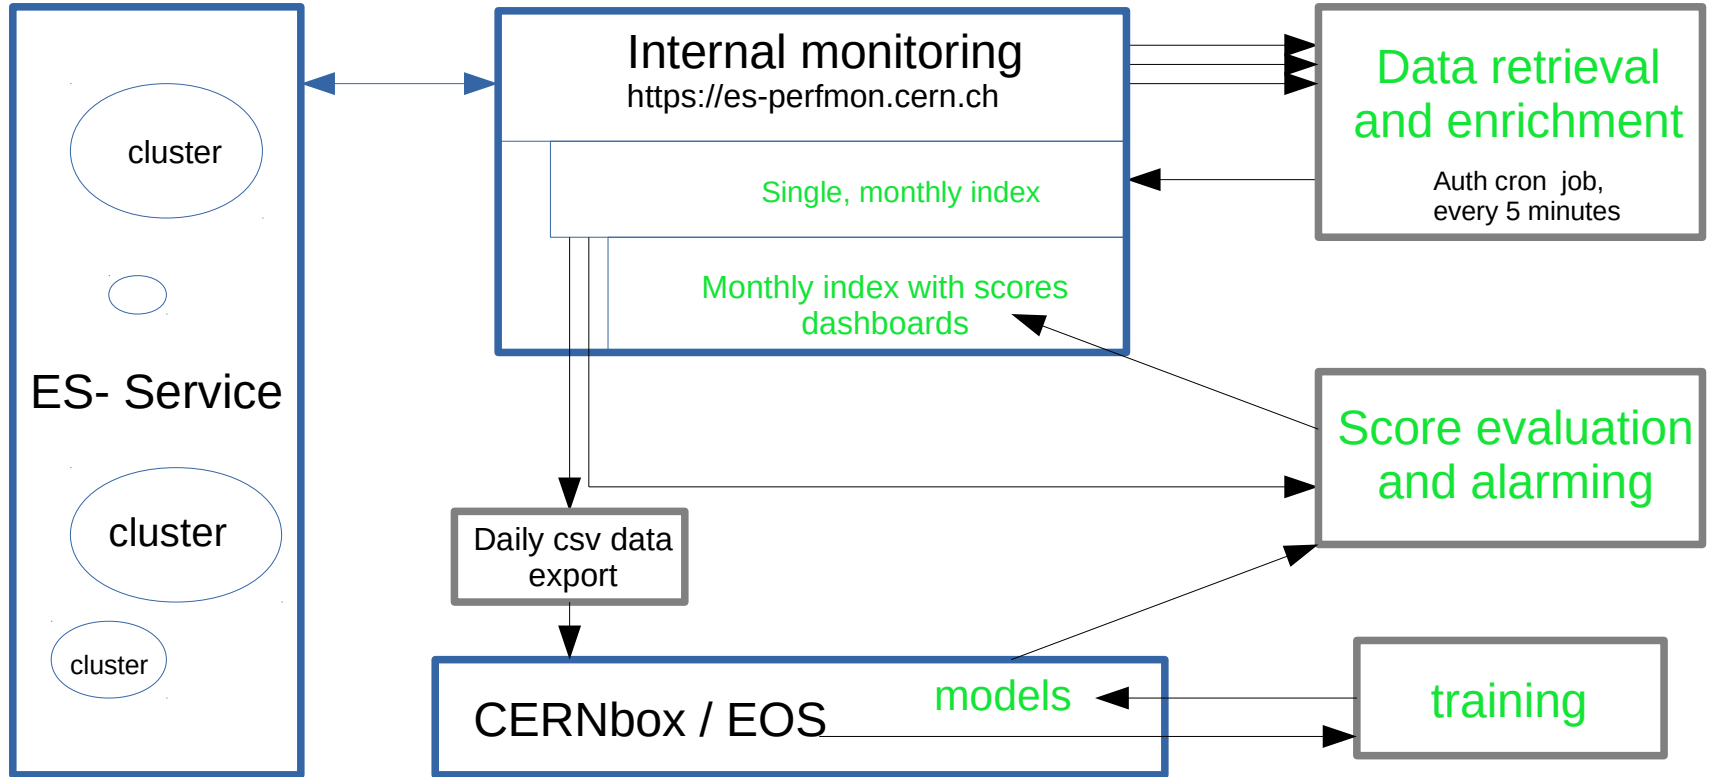 Internal monitoring
https://es-perfmon.cern.ch
Data retrieval
and enrichment
Auth cron  job,
every 5 minutes
cluster
Single, monthly index
Monthly index with scores
dashboards
ES- Service
Score evaluation
and alarming
cluster
Daily csv data
export
cluster
CERNbox / EOS
models
training